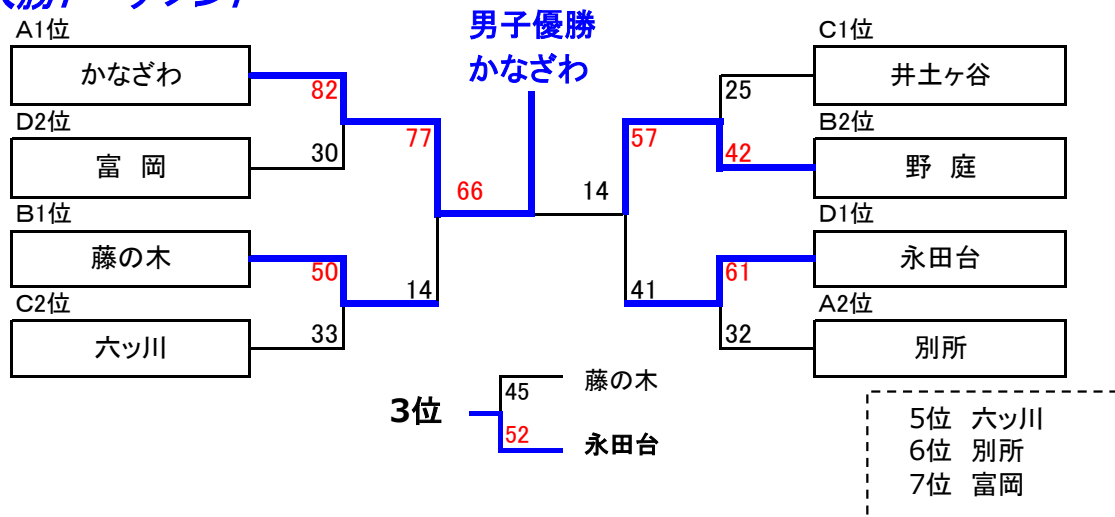 男子優勝
かなざわ
A1位
かなざわ
82
D2位
富 岡
30
77
B1位
藤の木
50
C2位
六ッ川
33
14
66
14
C1位
井土ヶ谷
25
B2位
野 庭
42
57
D1位
永田台
61
A2位
別所
32
41
3位
45
藤の木
52
永田台
5位 六ッ川
6位 別所
7位 富岡